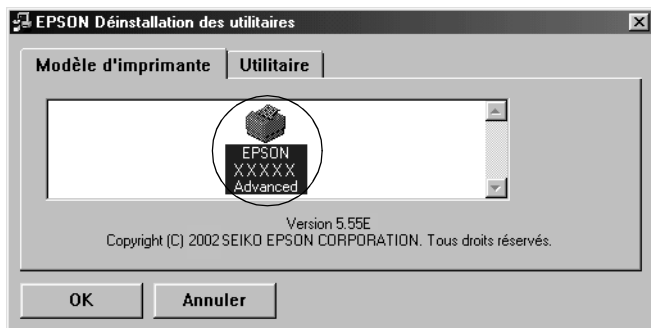 EPSON Déinstallation des utilitaires
Modèle d'imprimante
Utilitaire
EPSON
XXXXX
Advanced
Version 5.55E
Copyright (C) 2002 SEIKO EPSON CORPORATION. Tous droits réservés.
OK
Annuler